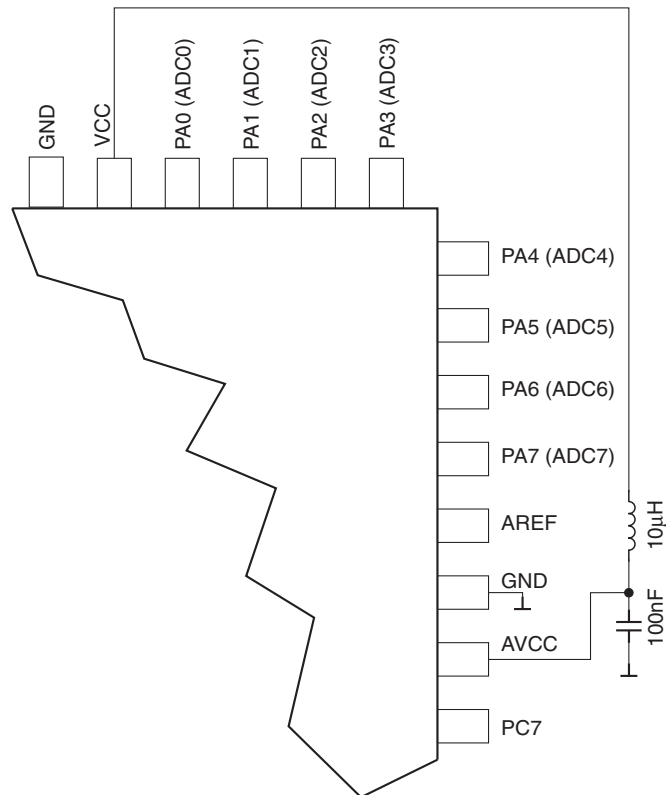 GND
VCC
PA0 (ADC0)
PA1 (ADC1)
PA2 (ADC2)
PA3 (ADC3)
PA4 (ADC4)
PA5 (ADC5)
PA6 (ADC6)
PA7 (ADC7)
AREF
10μH
GND
100nF
AVCC
PC7